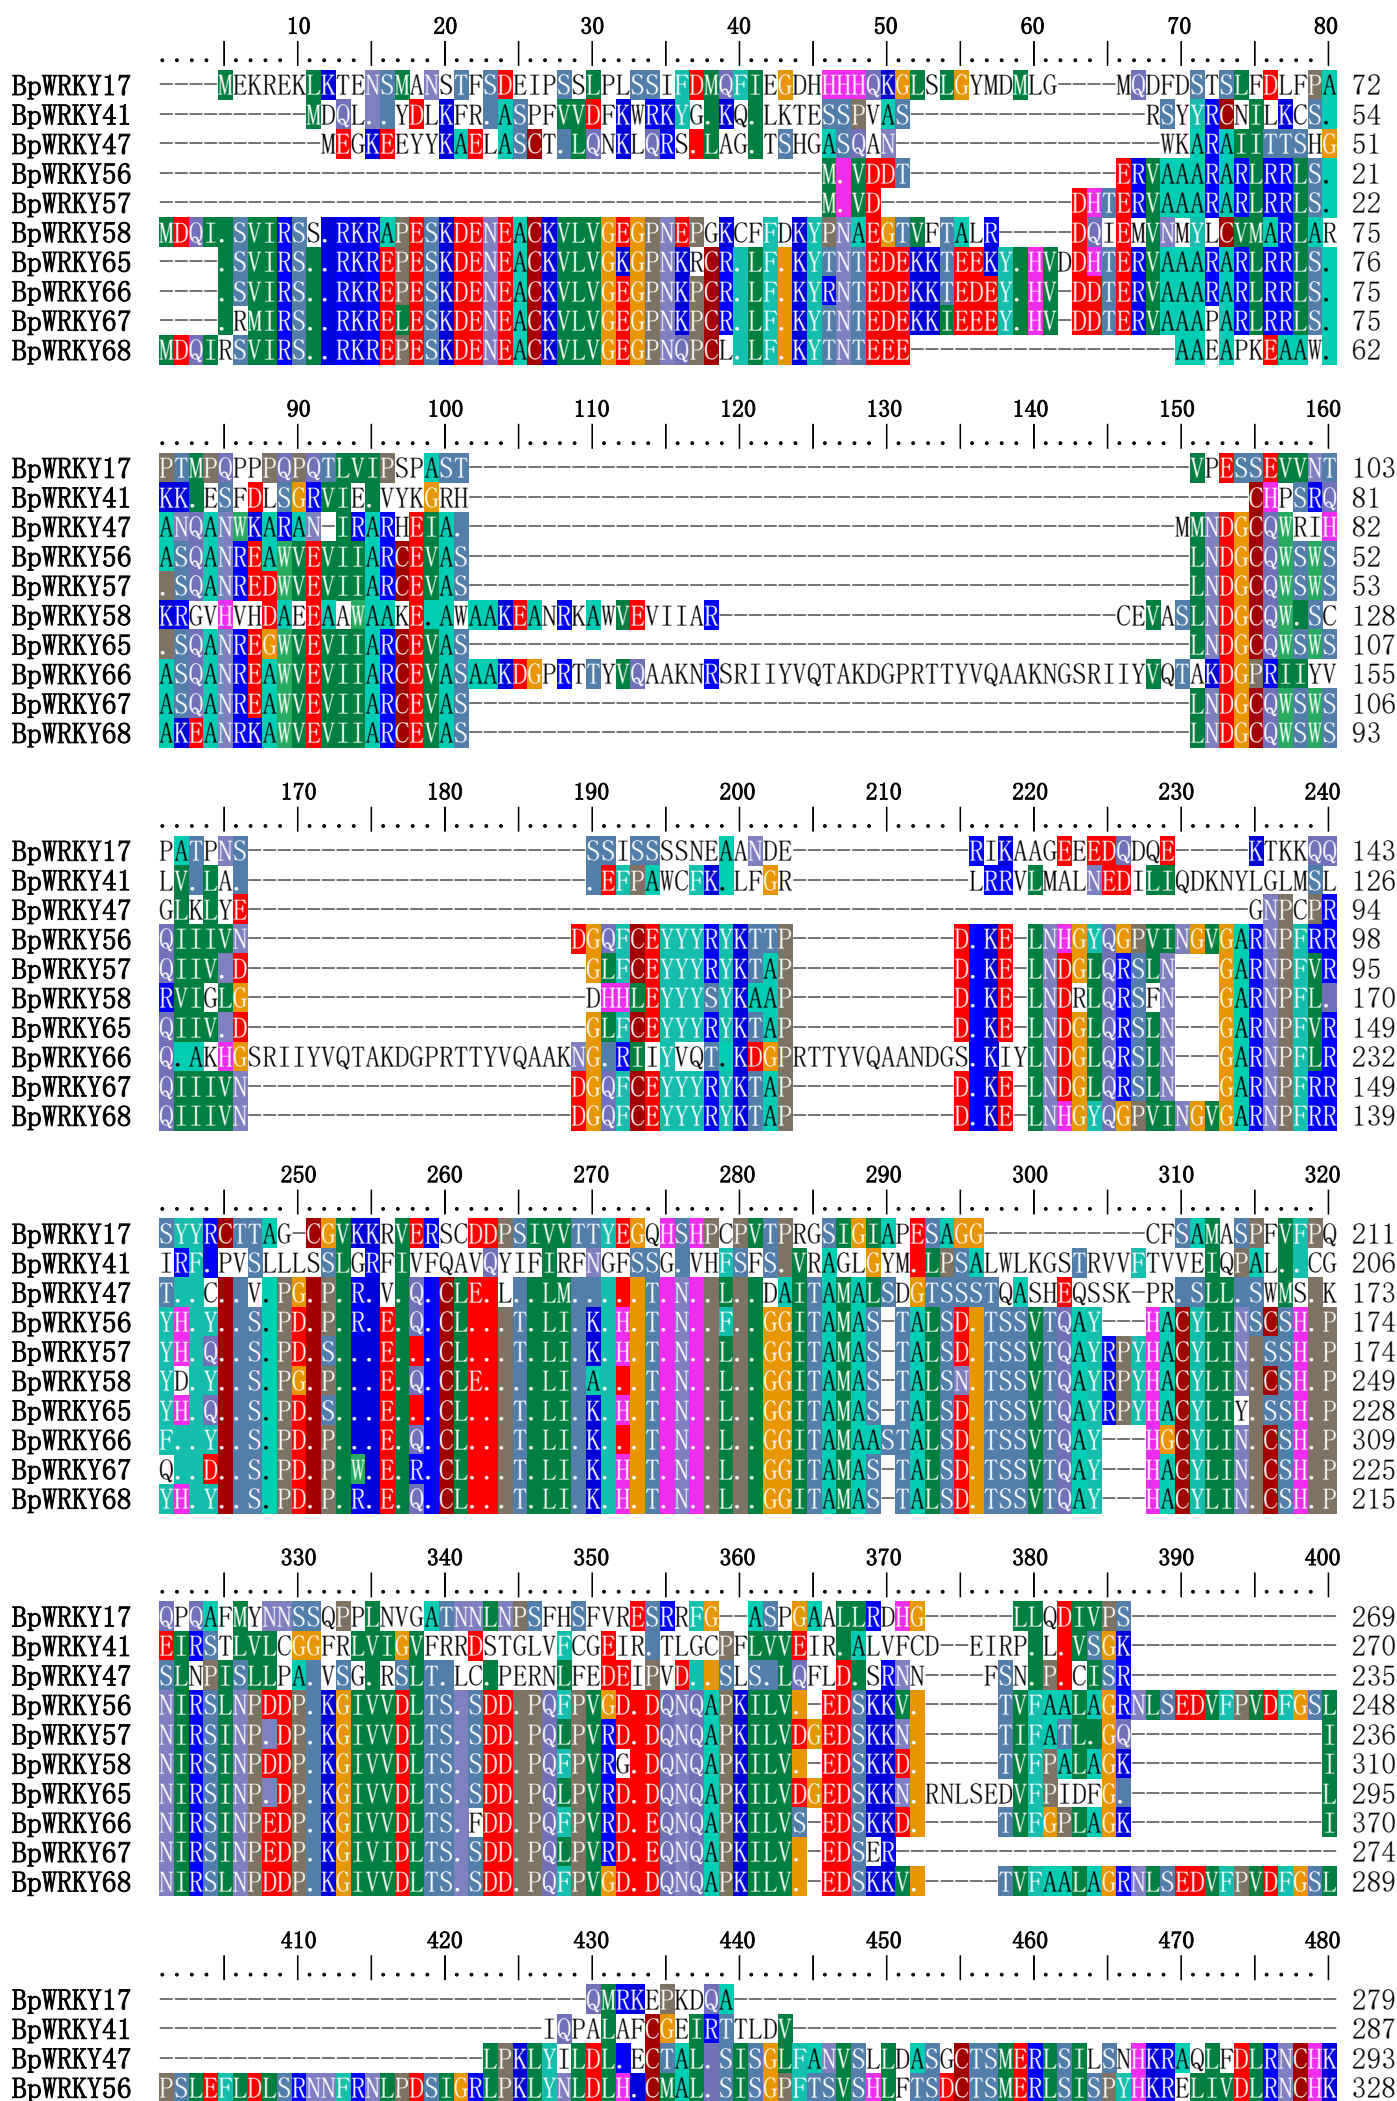 10 20 30 40 50 60 70 80
BpWRKY17 ----MEKREKLKTENSMANSTFSDEIPSSLPLSSIFDMQFIEGDHHHHQKGLSLGYMDMLG----MQDFDSTSLFDLFPA 72
BpWRKY41 ----------MDQL..YDLKFR.ASPFVVDFKWRKYG.KQ.LKTESSPVAS----------------RSYYRCNILKCS. 54
BpWRKY47 -----------MEGKEEYYKAELASCT.LQNKLQRS.LAG.TSHGASQAN------------------WKARAIITTSHG 51
BpWRKY56 ---------------------------------------------M.VDDT--------------ERVAAARARLRRLS. 21
BpWRKY57 ---------------------------------------------M.VD-------------DHTERVAAARARLRRLS. 22
BpWRKY58 MDQI.SVIRSS.RKRAPESKDENEACKVLVGEGPNEPGKCFFDKYPNAEGTVFTALR-----DQIEMVNMYLCVMARLAR 75
BpWRKY65 ----.SVIRS..RKREPESKDENEACKVLVGKGPNKRCR.LF.KYTNTEDEKKTEEKY.HVDDHTERVAAARARLRRLS. 76
BpWRKY66 ----.SVIRS..RKREPESKDENEACKVLVGEGPNKPCR.LF.KYRNTEDEKKTEDEY.HV-DDTERVAAARARLRRLS. 75
BpWRKY67 ----.RMIRS..RKRELESKDENEACKVLVGEGPNKPCR.LF.KYTNTEDEKKIEEEY.HV-DDTERVAAAPARLRRLS. 75
BpWRKY68 MDQIRSVIRS..RKREPESKDENEACKVLVGEGPNQPCL.LF.KYTNTEEE------------------AAEAPKEAAW. 62
90 100 110 120 130 140 150 160
BpWRKY17 PTMPQPPPQPQTLVIPSPAST-------------------------------------------------VPESSEVVNT 103
BpWRKY41 KK.ESFDLSGRVIE.VYKGRH-----------------------------------------------------CHPSRQ 81
BpWRKY47 ANQANWKARAN-IRARHEIA.------------------------------------------------MMNDGCQWRIH 82
BpWRKY56 ASQANREAWVEVIIARCEVAS-------------------------------------------------LNDGCQWSWS 52
BpWRKY57 .SQANREDWVEVIIARCEVAS-------------------------------------------------LNDGCQWSWS 53
BpWRKY58 KRGVHVHDAEEAAWAAKE.AWAAKEANRKAWVEVIIAR---------------------------CEVASLNDGCQW.SC 128
BpWRKY65 .SQANREGWVEVIIARCEVAS-------------------------------------------------LNDGCQWSWS 107
BpWRKY66 ASQANREAWVEVIIARCEVASAAKDGPRTTYVQAAKNRSRIIYVQTAKDGPRTTYVQAAKNGSRIIYVQTAKDGPRIIYV 155
BpWRKY67 ASQANREAWVEVIIARCEVAS-------------------------------------------------LNDGCQWSWS 106
BpWRKY68 AKEANRKAWVEVIIARCEVAS-------------------------------------------------LNDGCQWSWS 93
170 180 190 200 210 220 230 240
BpWRKY17 PATPNS-----------------------SSISSSSNEAANDE------------RIKAAGEEEDQDQE-----KTKKQQ 143
BpWRKY41 LV.LA.-----------------------.EFPAWCFK.LFGR------------LRRVLMALNEDILIQDKNYLGLMSL 126
BpWRKY47 GLKLYE--------------------------------------------------------------------GNPCPR 94
BpWRKY56 QIIIVN----------------------DGQFCEYYYRYKTTP-----------D.KE-LNHGYQGPVINGVGARNPFRR 98
BpWRKY57 QIIV.D-----------------------GLFCEYYYRYKTAP-----------D.KE-LNDGLQRSLN---GARNPFVR 95
BpWRKY58 RVIGLG-----------------------DHHLEYYYSYKAAP-----------D.KE-LNDRLQRSFN---GARNPFL. 170
BpWRKY65 QIIV.D-----------------------GLFCEYYYRYKTAP-----------D.KE-LNDGLQRSLN---GARNPFVR 149
BpWRKY66 Q.AKHGSRIIYVQTAKDGPRTTYVQAAKNG.RIIYVQT.KDGPRTTYVQAANDGS.KIYLNDGLQRSLN---GARNPFLR 232
BpWRKY67 QIIIVN----------------------DGQFCEYYYRYKTAP-----------D.KE-LNDGLQRSLN---GARNPFRR 149
BpWRKY68 QIIIVN----------------------DGQFCEYYYRYKTAP-----------D.KE-LNHGYQGPVINGVGARNPFRR 139
250 260 270 280 290 300 310 320
BpWRKY17 SYYRCTTAG-CGVKKRVERSCDDPSIVVTTYEGQHSHPCPVTPRGSIGIAPESAGG-----------CFSAMASPFVFPQ 211
BpWRKY41 IRF.PVSLLLSSLGRFIVFQAVQYIFIRFNGFSSG.VHFSFS.VRAGLGYM.LPSALWLKGSTRVVFTVVEIQPAL..CG 206
BpWRKY47 T..C..V.PG.P.R.V.Q.CLE.L..LM....T.N..L..DAITAMALSDGTSSSTQASHEQSSK-PR.SLL.SWMS.K 173
BpWRKY56 YH.Y..S.PD.P.R.E.Q.CL...T.LI.K.H.T.N..F..GGITAMAS-TALSD.TSSVTQAY---HACYLINSCSH.P 174
BpWRKY57 YH.Q..S.PD.S...E...CL...T.LI.K.H.T.N..L..GGITAMAS-TALSD.TSSVTQAYRPYHACYLIN.SSH.P 174
BpWRKY58 YD.Y..S.PG.P...E.Q.CLE...T.LI.A...T.N..L..GGITAMAS-TALSN.TSSVTQAYRPYHACYLIN.CSH.P 249
BpWRKY65 YH.Q..S.PD.S...E...CL...T.LI.K.H.T.N..L..GGITAMAS-TALSD.TSSVTQAYRPYHACYLIY.SSH.P 228
BpWRKY66 F..Y..S.PD.P...E.Q.CL...T.LI.K...T.N..L..GGITAMAASTALSD.TSSVTQAY---HGCYLIN.CSH.P 309
BpWRKY67 Q..D..S.PD.P.W.E.R.CL...T.LI.K.H.T.N..L..GGITAMAS-TALSD.TSSVTQAY---HACYLIN.CSH.P 225
BpWRKY68 YH.Y..S.PD.P.R.E.Q.CL...T.LI.K.H.T.N..L..GGITAMAS-TALSD.TSSVTQAY---HACYLIN.CSH.P 215
330 340 350 360 370 380 390 400
BpWRKY17 QPQAFMYNNSSQPPLNVGATNNLNPSFHSFVRESRRFG--ASPGAALLRDHG------LLQDIVPS-------------- 269
BpWRKY41 EIRSTLVLCGGFRLVIGVFRRDSTGLVFCGEIR.TLGCPFLVVEIR.ALVFCD--EIRP.L.VSGK-------------- 270
BpWRKY47 SLNPISLLPA.VSG.RSLT.LC.PERNLFEDEIPVD..SLS.LQFLD.SRNN----FSN.P.CISR-------------- 235
BpWRKY56 NIRSLNPDDP.KGIVVDLTS.SDD.PQFPVGD.DQNQAPKILV.-EDSKKV.-----TVFAALAGRNLSEDVFPVDFGSL 248
BpWRKY57 NIRSINP.DP.KGIVVDLTS.SDD.PQLPVRD.DQNQAPKILVDGEDSKKN.-----TIFATL.GQ-------------I 236
BpWRKY58 NIRSINPDDP.KGIVVDLTS.SDD.PQFPVRG.DQNQAPKILV.-EDSKKD.-----TVFPALAGK-------------I 310
BpWRKY65 NIRSINP.DP.KGIVVDLTS.SDD.PQLPVRD.DQNQAPKILVDGEDSKKN.RNLSEDVFPIDFG.-------------L 295
BpWRKY66 NIRSINPEDP.KGIVVDLTS.FDD.PQFPVRD.EQNQAPKILVS-EDSKKD.-----TVFGPLAGK-------------I 370
BpWRKY67 NIRSINPEDP.KGIVIDLTS.SDD.PQLPVRD.EQNQAPKILV.-EDSER------------------------------ 274
BpWRKY68 NIRSLNPDDP.KGIVVDLTS.SDD.PQFPVGD.DQNQAPKILV.-EDSKKV.-----TVFAALAGRNLSEDVFPVDFGSL 289
410 420 430 440 450 460 470 480
BpWRKY17 -----------------------------QMRKEPKDQA----------------------------------------- 279
BpWRKY41 --------------------------IQPALAFCGEIRTTLDV------------------------------------- 287
BpWRKY47 ----------------------LPKLYILDL.ECTAL.SISGLFANVSLLDASGCTSMERLSILSNHKRAQLFDLRNCHK 293
BpWRKY56 PSLEFLDLSRNNFRNLPDSIGRLPKLYNLDLH.CMAL.SISGPFTSVSHLFTSDCTSMERLSISPYHKRELIVDLRNCHK 328